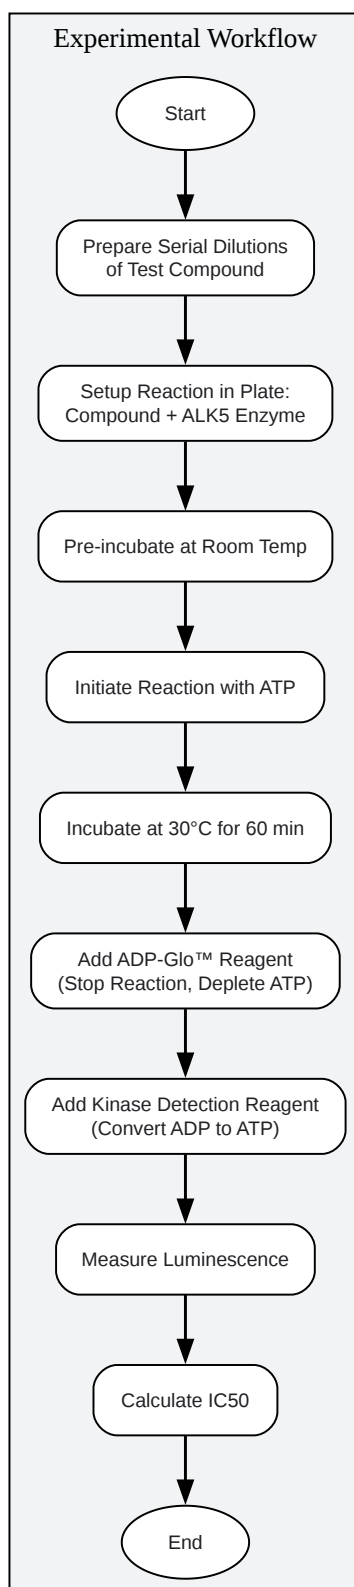 Experimental Workflow
Start
Prepare Serial Dilutions
of Test Compound
Setup Reaction in Plate:
Compound + ALK5 Enzyme
Pre-incubate at Room Temp
Initiate Reaction with ATP
Incubate at 30°C for 60 min
Add ADP-Glo™ Reagent
(Stop Reaction, Deplete ATP)
Add Kinase Detection Reagent
(Convert ADP to ATP)
Measure Luminescence
Calculate IC50
End